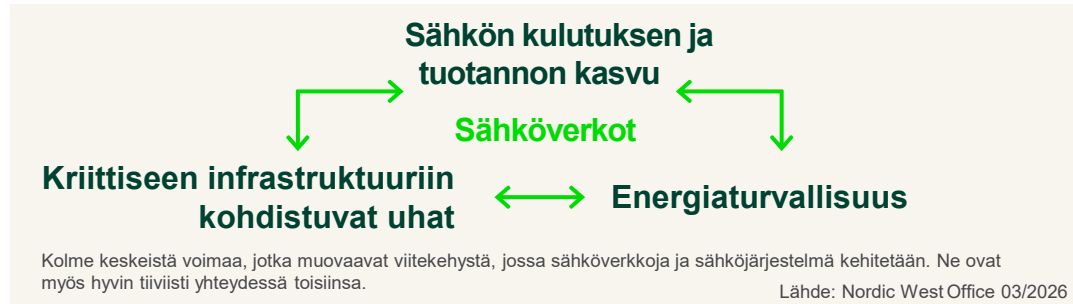 Sähkön kulutuksen ja
tuotannon kasvu
Sähköverkot
Kriittiseen infrastruktuuriin
kohdistuvat uhat
Energiaturvallisuus
Kolme keskeistä voimaa, jotka muovaavat viitekehystä, jossa sähköverkkoja ja sähköjärjestelmä kehitetään. Ne ovat
myös hyvin tiiviisti yhteydessä toisiinsa.
Lähde: Nordic West Office 03/2026